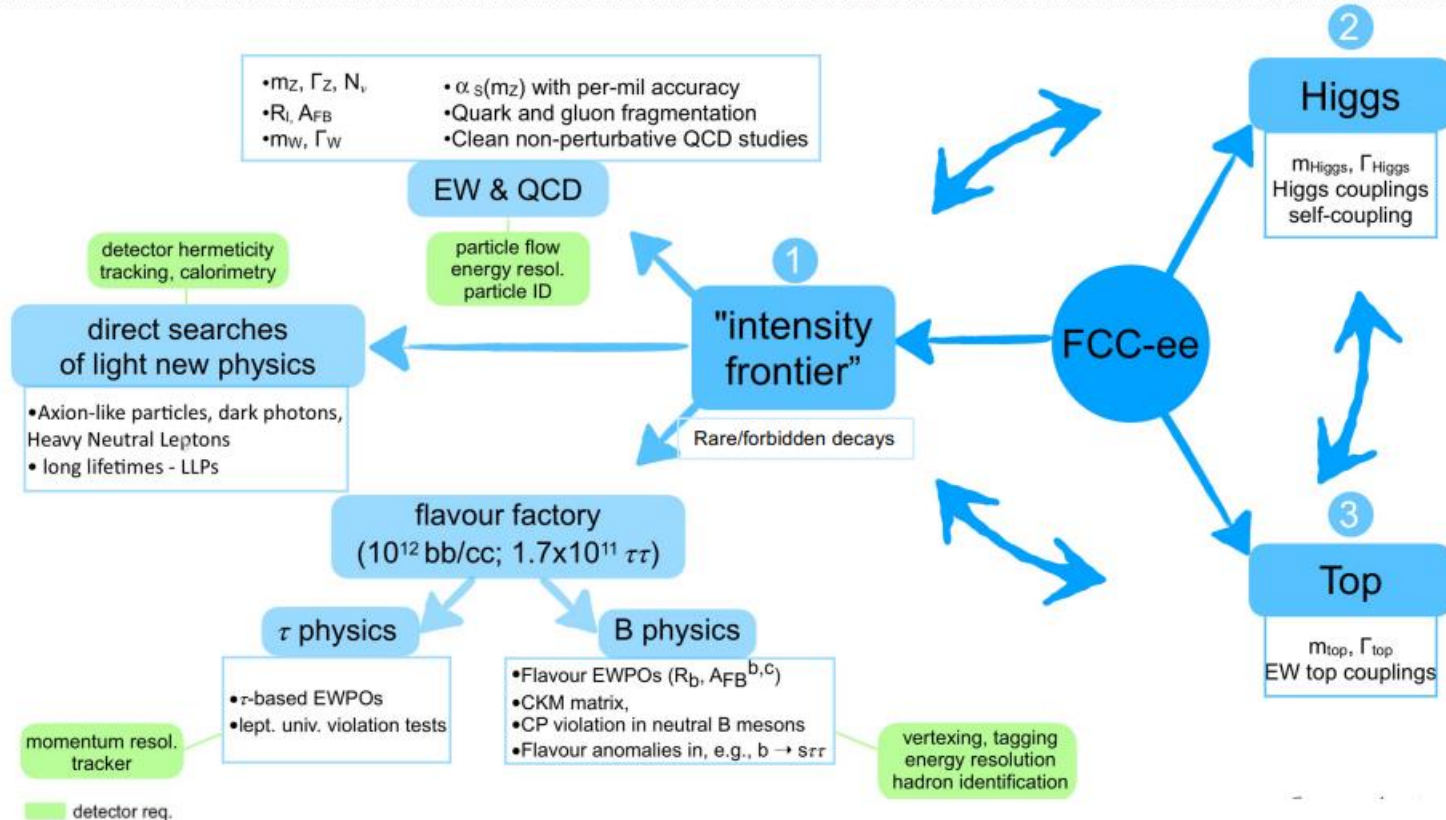 •mZ, ΓZ, Nν
•Rl, AFB
•mW, ΓW
•αS(mZ) with per-mil accuracy
•Quark and gluon fragmentation
•Clean non-perturbative QCD studies
EW & QCD
particle flow
energy resol.
particle ID
detector hermeticity
tracking, calorimetry
direct searches
of light new physics
•Axion-like particles, dark photons,
Heavy Neutral Leptons
• long lifetimes - LLPs
1
"intensity
frontier”
Rare/forbidden decays
FCC-ee
2
Higgs
mHiggs, ΓHiggs
Higgs couplings
self-coupling
3
Top
mtop, Γtop
EW top couplings
flavour factory
(10¹² bb/cc; 1.7x10¹¹ ττ)
τ physics
•τ-based EWPOs
•lept. univ. violation tests
momentum resol.
tracker
B physics
•Flavour EWPOs (Rb, AFBb,c)
•CKM matrix,
•CP violation in neutral B mesons
•Flavour anomalies in, e.g., b → sττ
vertexing, tagging
energy resolution
hadron identification
detector req.